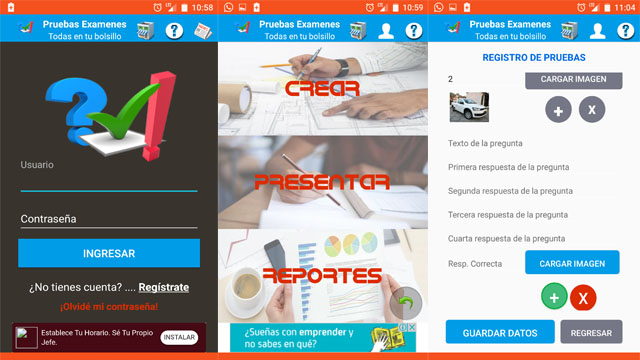 10:58
Pruebas Examenes
Todas en tu bolsillo
Usuario
Contraseña
INGRESAR
¿No tienes cuenta? .... Regístrate
¡Olvidé mi contraseña!
Establece Tu Horario. Sé Tu Propio
Jefe.
INSTALAR
10:59
Pruebas Examenes
Todas en tu bolsillo
CREAR
PRESENTAR
REPORTES
¿Sueñas con emprender y
no sabes en qué?
11:04
Pruebas Examenes
Todas en tu bolsillo
REGISTRO DE PRUEBAS
2
CARGAR IMAGEN
+
X
Texto de la pregunta
Primera respuesta de la pregunta
Segunda respuesta de la pregunta
Tercera respuesta de la pregunta
Cuarta respuesta de la pregunta
Resp. Correcta
CARGAR IMAGEN
+
X
GUARDAR DATOS
REGRESAR